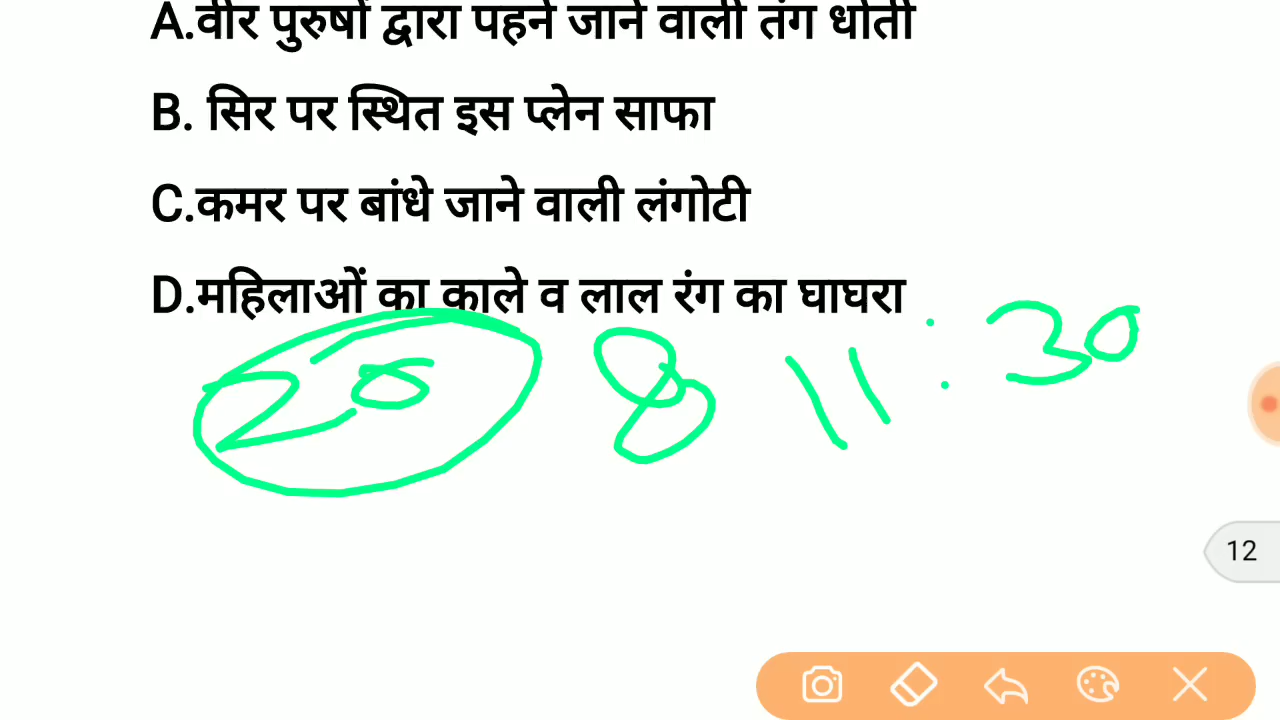 A.वीर पुरुषों द्वारा पहने जाने वाली तंग धोती
B. सिर पर स्थित इस प्लेन साफा
C.कमर पर बांधे जाने वाली लंगोटी
D.महिलाओं का काले व लाल रंग का घाघरा
20 8 11:30
12